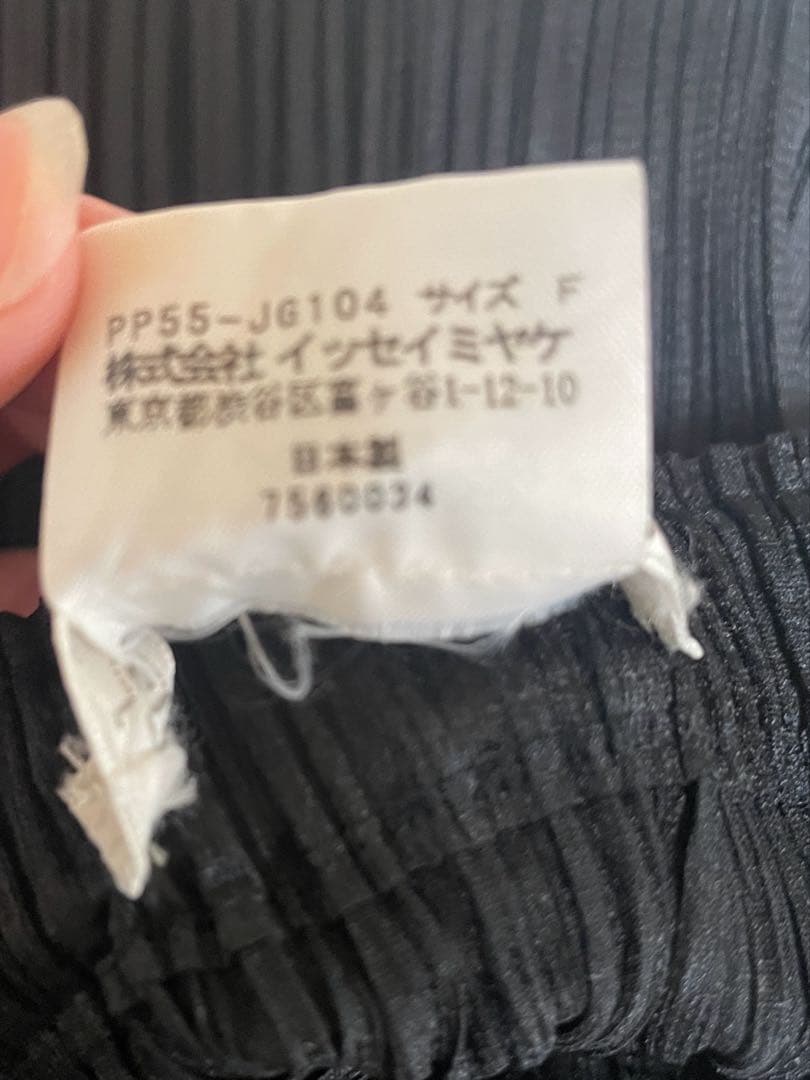 PP55-JG104 サイズ F
株式会社 イッセイミヤケ
東京都渋谷区富ヶ谷1-12-10
日本製
7560034